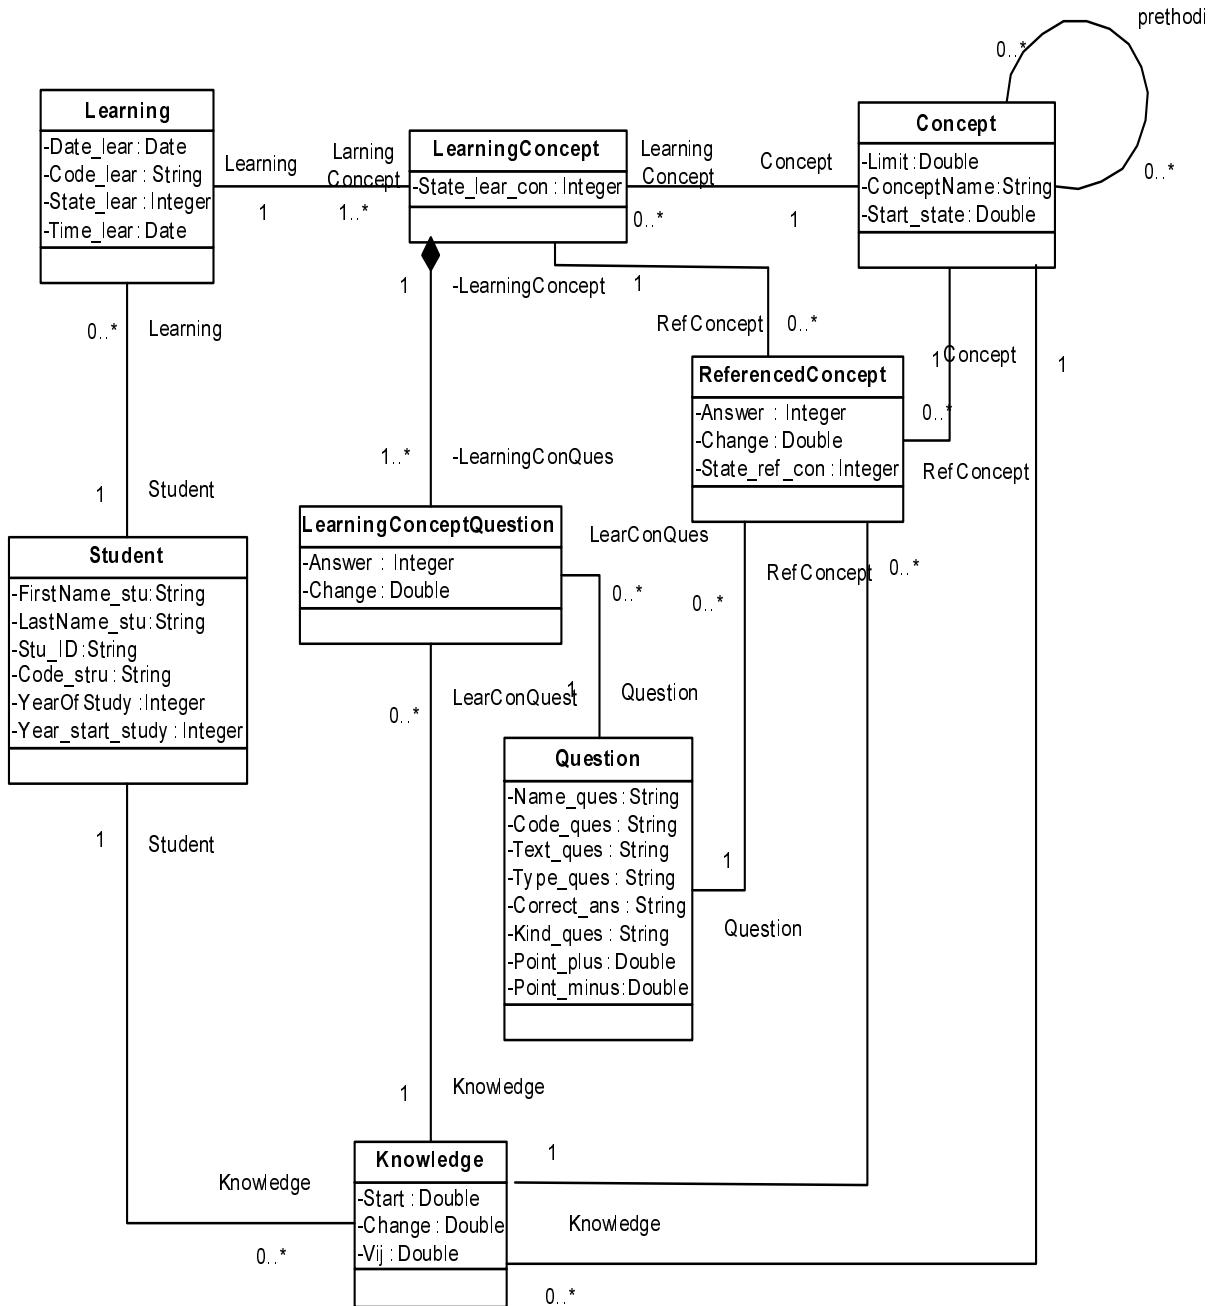 prethodi
0..*
0..*
Learning
-Date_lear: Date
-Code_lear : String
-State_lear : Integer
-Time_lear: Date
Learning
1
Larning
Concept
1..*
LearningConcept
-State_lear_con : Integer
Learning
Concept
0..*
Concept
1
Concept
-Limit: Double
-ConceptName: String
-Start_state: Double
0..*
Learning
1
-LearningConcept
1
RefConcept
0..*
1
Concept
1
ReferencedConcept
-Answer : Integer
-Change : Double
-State_ref_con : Integer
0..*
RefConcept
1..*
-LearningConQues
1
Student
Student
-FirstName_stu: String
-LastName_stu: String
-Stu_ID: String
-Code_stru : String
-YearOfStudy : Integer
-Year_start_study : Integer
LearningConceptQuestion
-Answer : Integer
-Change : Double
LearConQues
0..*
RefConcept
0..*
0..*
LearConQuest
0..*
1
Question
Question
-Name_ques : String
-Code_ques : String
-Text_ques : String
-Type_ques : String
-Correct_ans : String
-Kind_ques : String
-Point_plus : Double
-Point_minus: Double
1
Question
1
Student
1
Knowledge
1
Knowledge
0..*
Knowledge
-Start : Double
-Change : Double
-Vij : Double
Knowledge
0..*